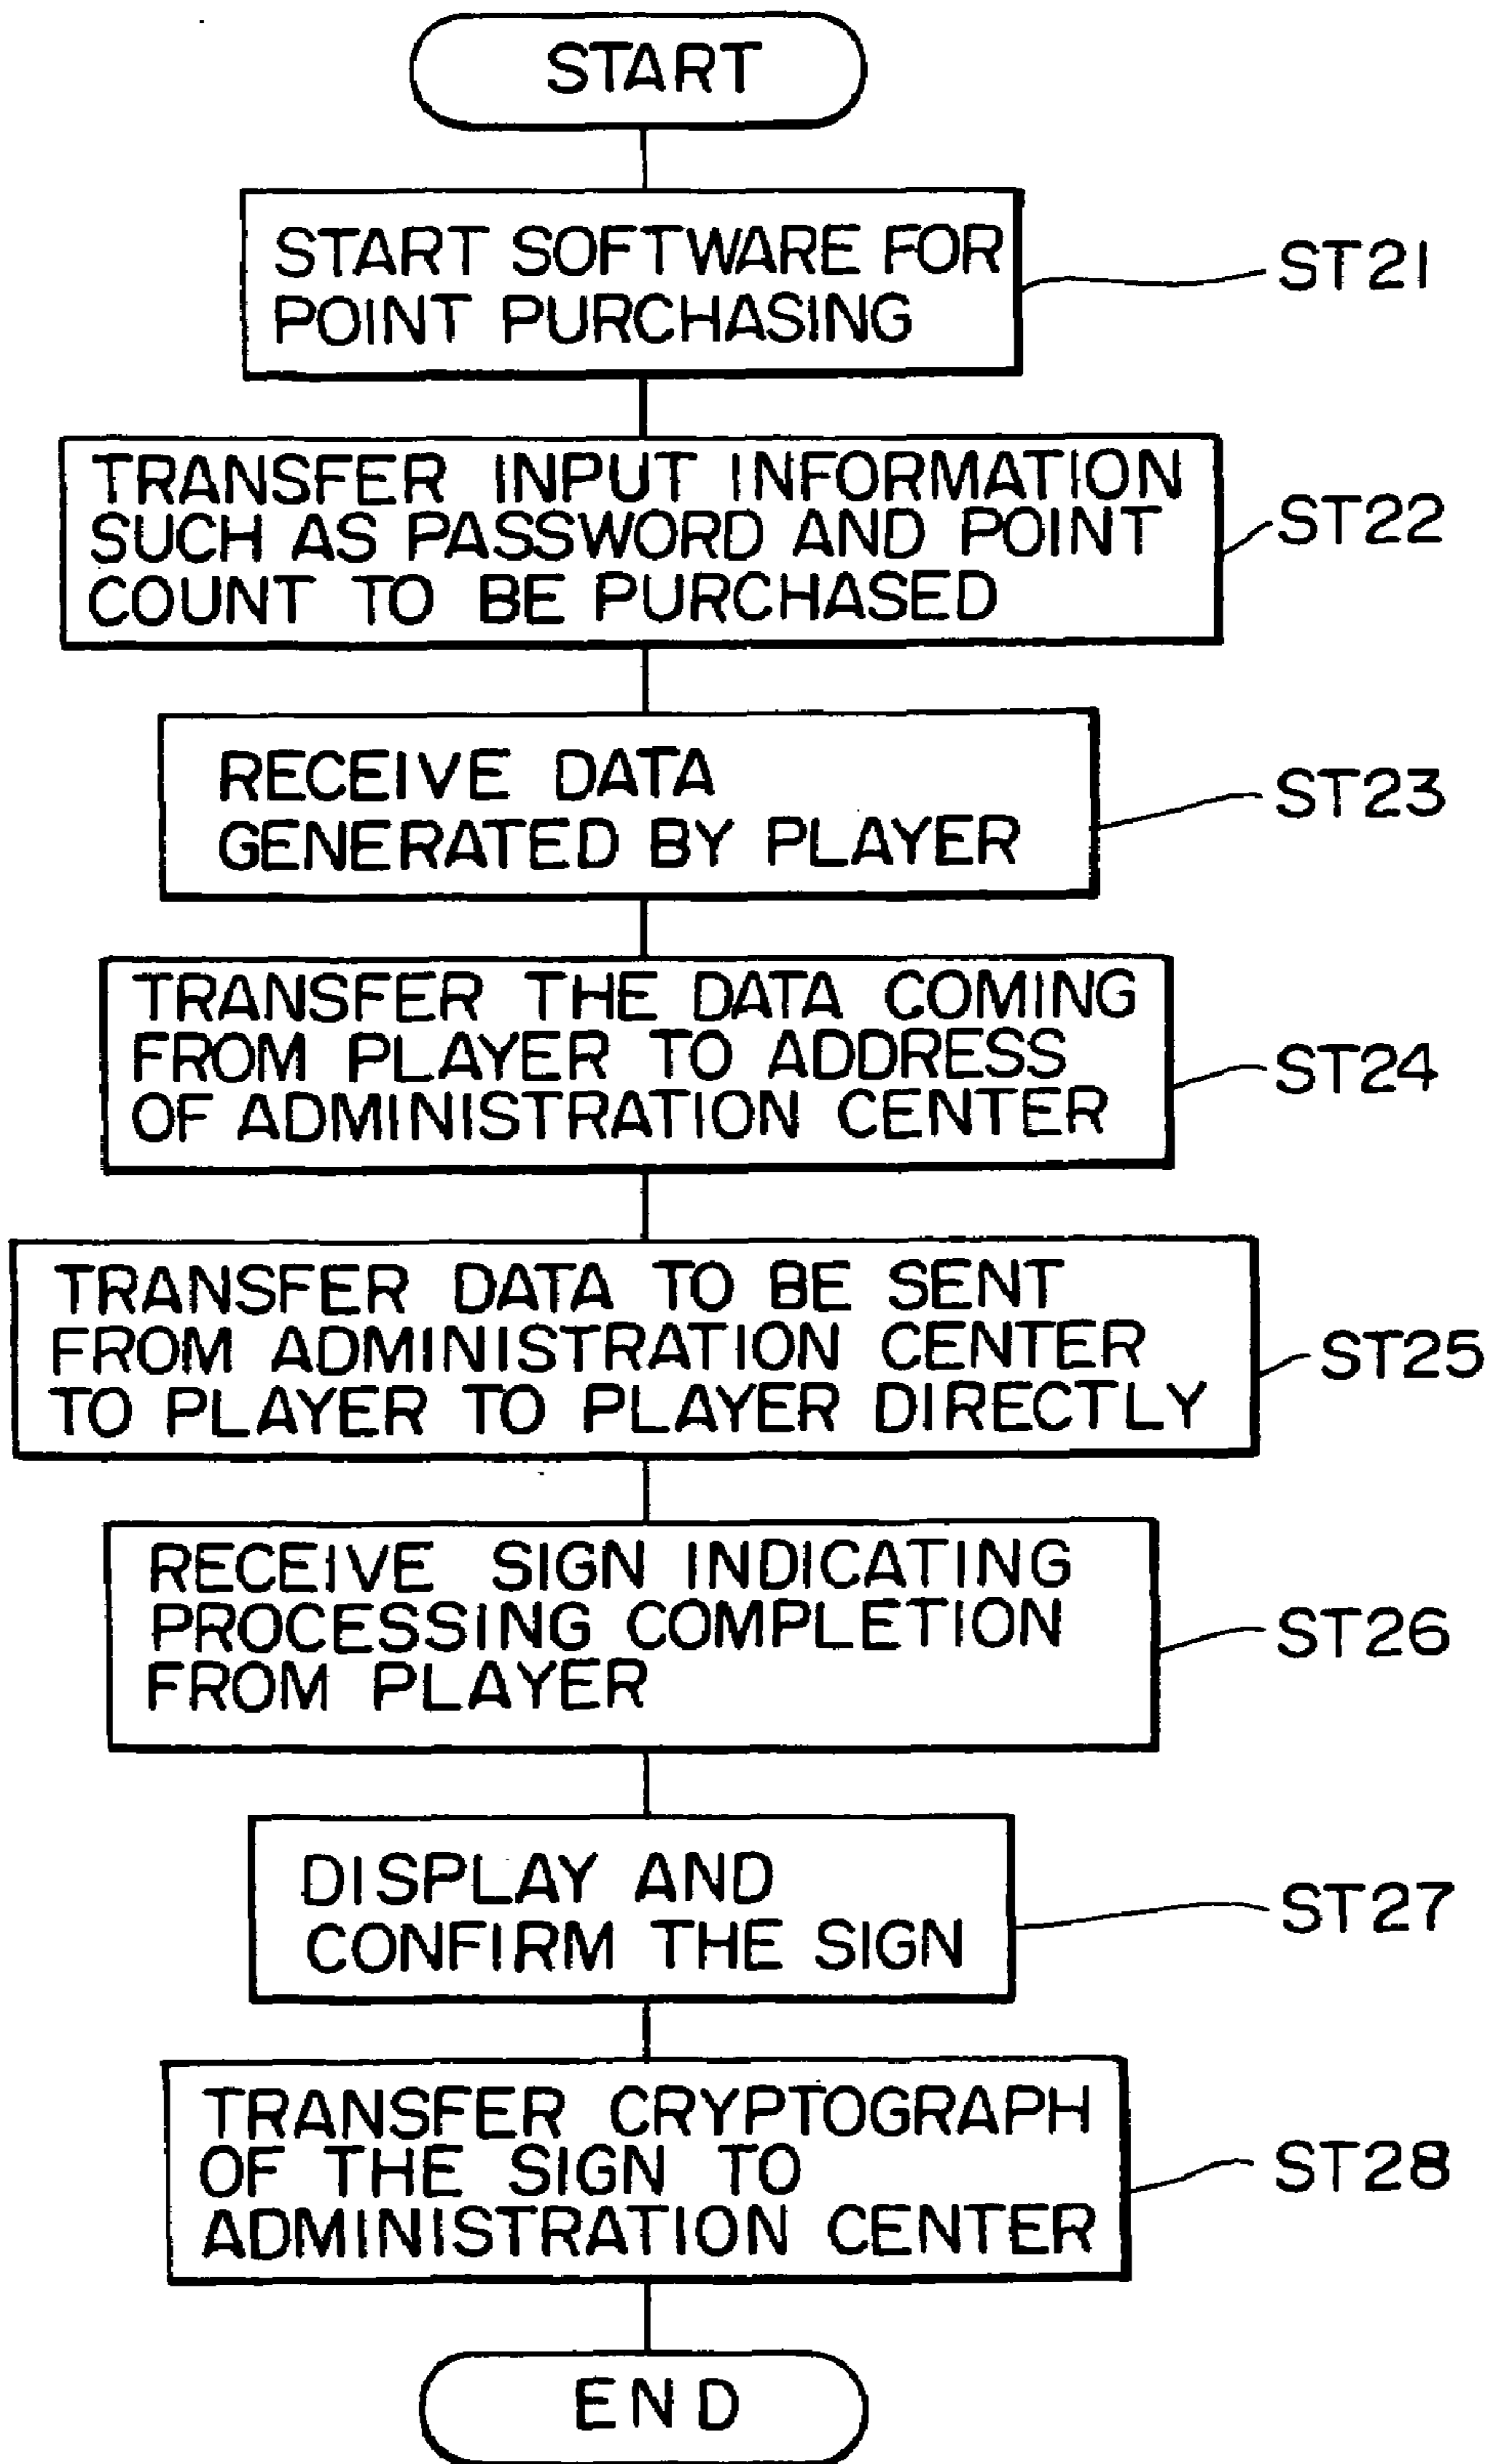 START
START SOFTWARE FOR
POINT PURCHASING
ST21
TRANSFER INPUT INFORMATION
SUCH AS PASSWORD AND POINT
COUNT TO BE PURCHASED
ST22
RECEIVE DATA
GENERATED BY PLAYER
ST23
TRANSFER THE DATA COMING
FROM PLAYER TO ADDRESS
OF ADMINISTRATION CENTER
ST24
TRANSFER DATA TO BE SENT
FROM ADMINISTRATION CENTER
TO PLAYER TO PLAYER DIRECTLY
ST25
RECEIVE SIGN INDICATING
PROCESSING COMPLETION
FROM PLAYER
ST26
DISPLAY AND
CONFIRM THE SIGN
ST27
TRANSFER CRYPTOGRAPH
OF THE SIGN TO
ADMINISTRATION CENTER
ST28
END